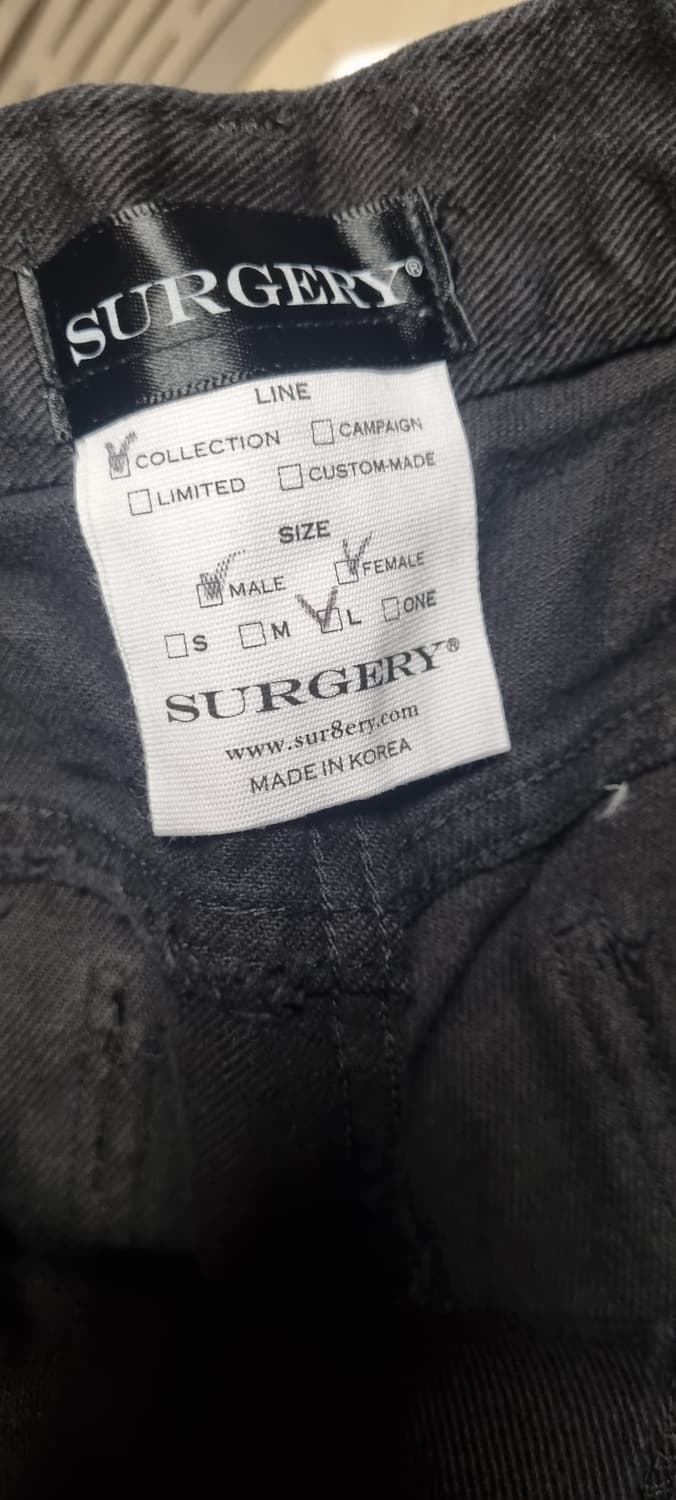 SURGERY®
LINE
☑ COLLECTION ☐ CAMPAIGN
☐ LIMITED ☐ CUSTOM-MADE
SIZE
☑ MALE ☑ FEMALE
☐ S ☐ M ☑ L ☐ ONE
SURGERY®
www.sur8ery.com
MADE IN KOREA